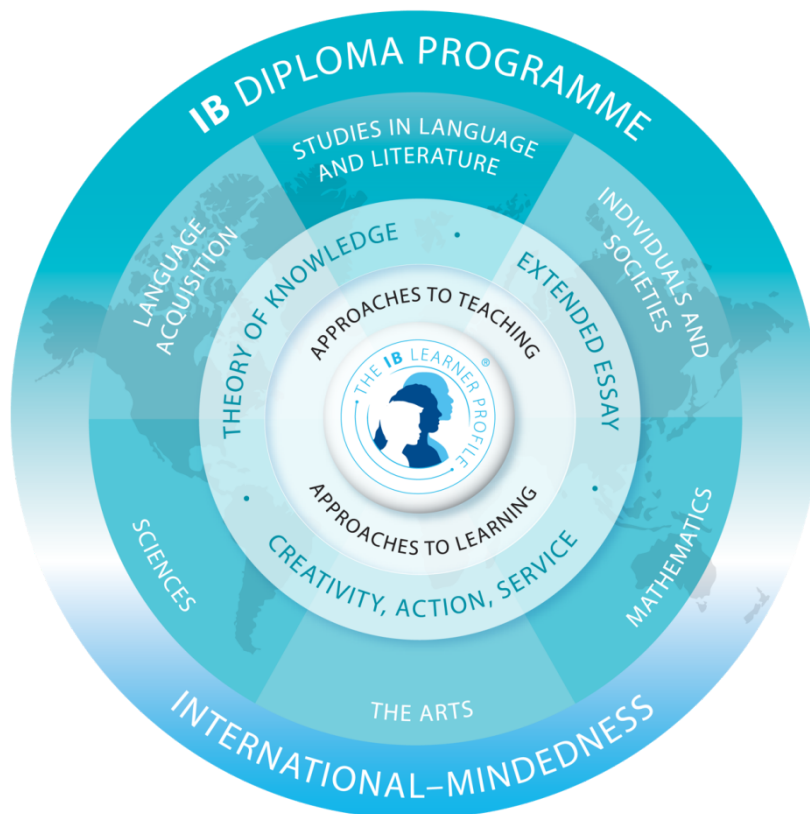 IB DIPLOMA PROGRAMME
STUDIES IN LANGUAGE
AND LITERATURE
LANGUAGE
ACQUISITION
INDIVIDUALS AND
SOCIETIES
THEORY OF KNOWLEDGE
·
EXTENDED ESSAY
APPROACHES TO TEACHING
• THE IB LEARNER PROFILE •
®
APPROACHES TO LEARNING
SCIENCES
MATHEMATICS
·
CREATIVITY, ACTION, SERVICE
·
THE ARTS
INTERNATIONAL–MINDEDNESS